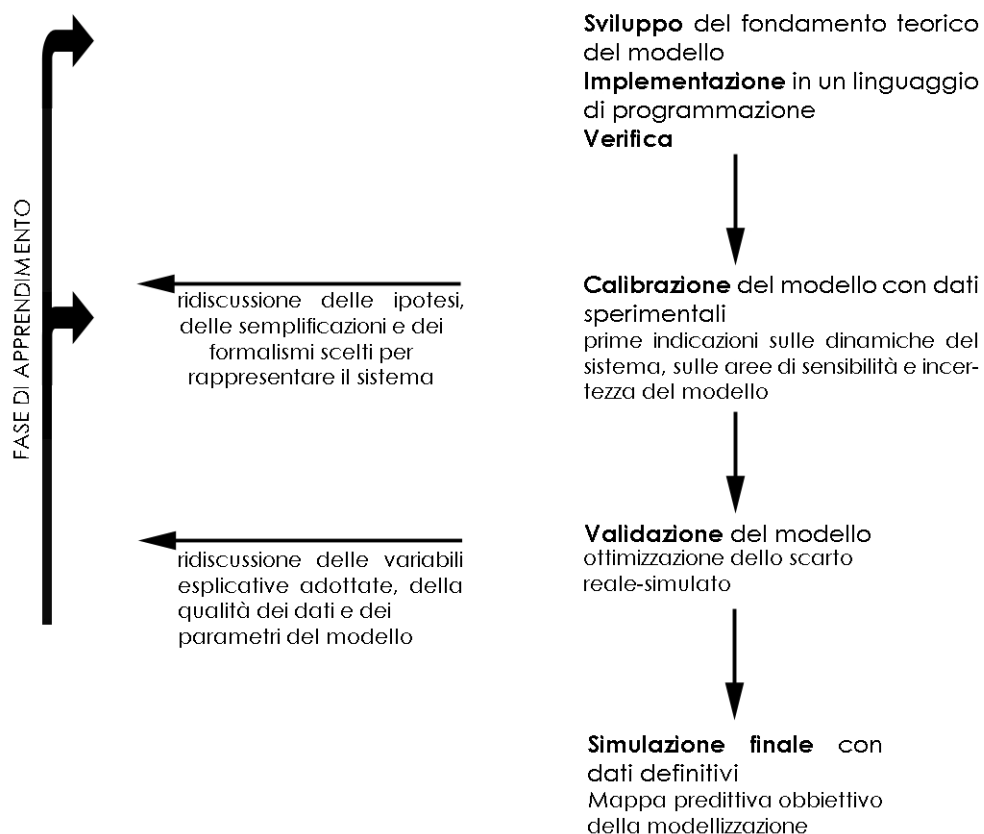 Sviluppo del fondamento teorico
del modello
Implementazione in un linguaggio
di programmazione
Verifica
FASE DI APPRENDIMENTO
ridiscussione delle ipotesi,
delle semplificazioni e dei
formalismi scelti per
rappresentare il sistema
Calibrazione del modello con dati
sperimentali
prime indicazioni sulle dinamiche del
sistema, sulle aree di sensibilità e incer-
tezza del modello
ridiscussione delle variabili
esplicative adottate, della
qualità dei dati e dei
parametri del modello
Validazione del modello
ottimizzazione dello scarto
reale-simulato
Simulazione finale con
dati definitivi
Mappa predittiva obbiettivo
della modellizzazione